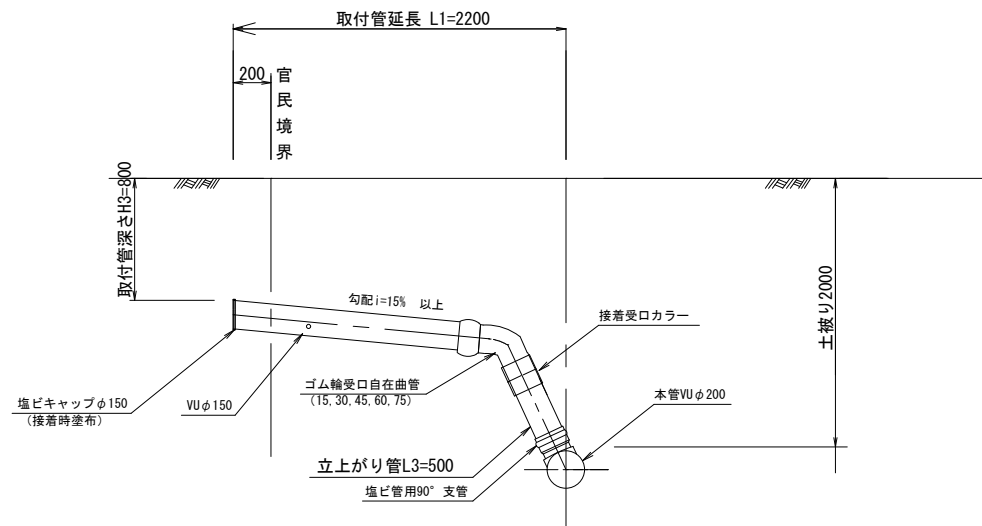 取付管延長 L1=2200
200
官民境界
取付管深さH3=800
土被り2000
勾配i=15% 以上
接着受口カラー
ゴム輪受口自在曲管
(15,30,45,60,75)
本管VUφ200
塩ビキャップφ150
(接着時塗布)
VUφ150
立上がり管L3=500
塩ビ管用90°支管